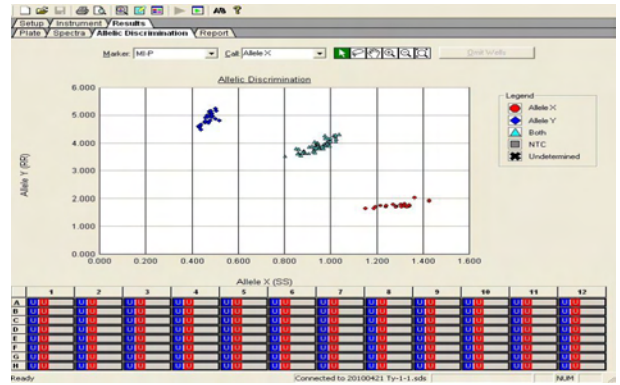 Setup Instrument Results
Plate Spectra Allelic Discrimination Report
Marker: MI-P Call Allele X Omit Wells
Allelic Discrimination
Legend
Allele X
Allele Y
Both
NTC
Undetermined
Allele Y (RR)
6.000
5.000
4.000
3.000
2.000
1.000
0.000
0.000 0.200 0.400 0.600 0.800 1.000 1.200 1.400 1.600
Allele X (SS)
1 2 3 4 5 6 7 8 9 10 11 12
A U U U U U U U U U U U U U U U U U U U U U U U U
B U U U U U U U U U U U U U U U U U U U U U U U U
C U U U U U U U U U U U U U U U U U U U U U U U U
D U U U U U U U U U U U U U U U U U U U U U U U U
E U U U U U U U U U U U U U U U U U U U U U U U U
F U U U U U U U U U U U U U U U U U U U U U U U U
G U U U U U U U U U U U U U U U U U U U U U U U U
H U U U U U U U U U U U U U U U U U U U U U U U U
Ready Connected to 20100421 Ty-1-1.sds NUM